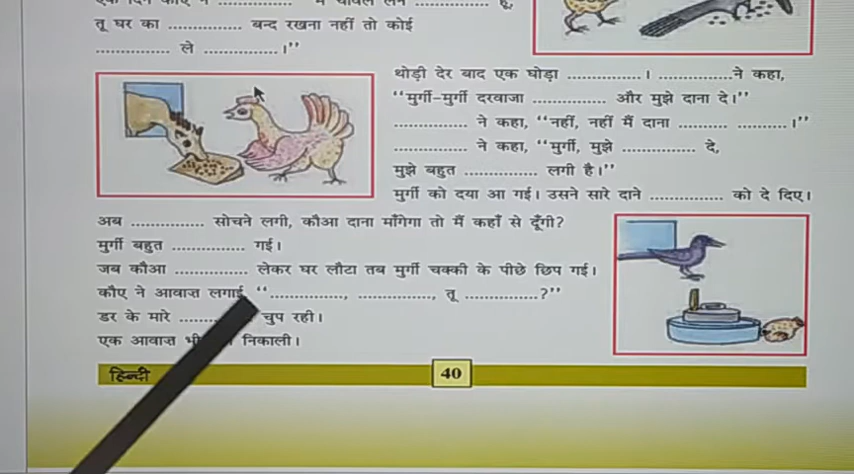 तू घर का .............. बन्द रखना नहीं तो कोई
.............. ले ..............।”
थोड़ी देर बाद एक घोड़ा ..............। ..............ने कहा,
“मुर्गी-मुर्गी दरवाजा .............. और मुझे दाना दे।”
.............. ने कहा, “नहीं, नहीं मैं दाना .......... ..........।”
.............. ने कहा, “मुर्गी, मुझे .............. दे,
मुझे बहुत .............. लगी है।”
मुर्गी को दया आ गई। उसने सारे दाने .............. को दे दिए।
अब .............. सोचने लगी, कौआ दाना माँगेगा तो मैं कहाँ से दूँगी?
मुर्गी बहुत .............. गई।
जब कौआ .............. लेकर घर लौटा तब मुर्गी चक्की के पीछे छिप गई।
कौए ने आवाज़ लगाई “.............., .............., तू ..............?”
डर के मारे ........ चुप रही।
एक आवाज़ भी निकाली।
हिन्दी
40